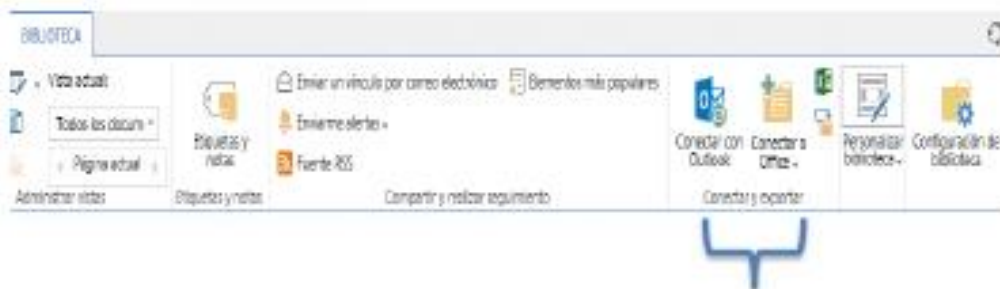 BIBLIOTECA
Vista actual:
Todos los docum
Página actual
Administrar vistas
Etiquetas y
notas
Etiquetas y notas
Enviar un vínculo por correo electrónico
Elementos más populares
Enviarme alertas
Fuente RSS
Compartir y realizar seguimiento
Conectar con
Outlook
Conectar a
Office
Conectar y exportar
Personalizar
biblioteca
Configuración de
biblioteca